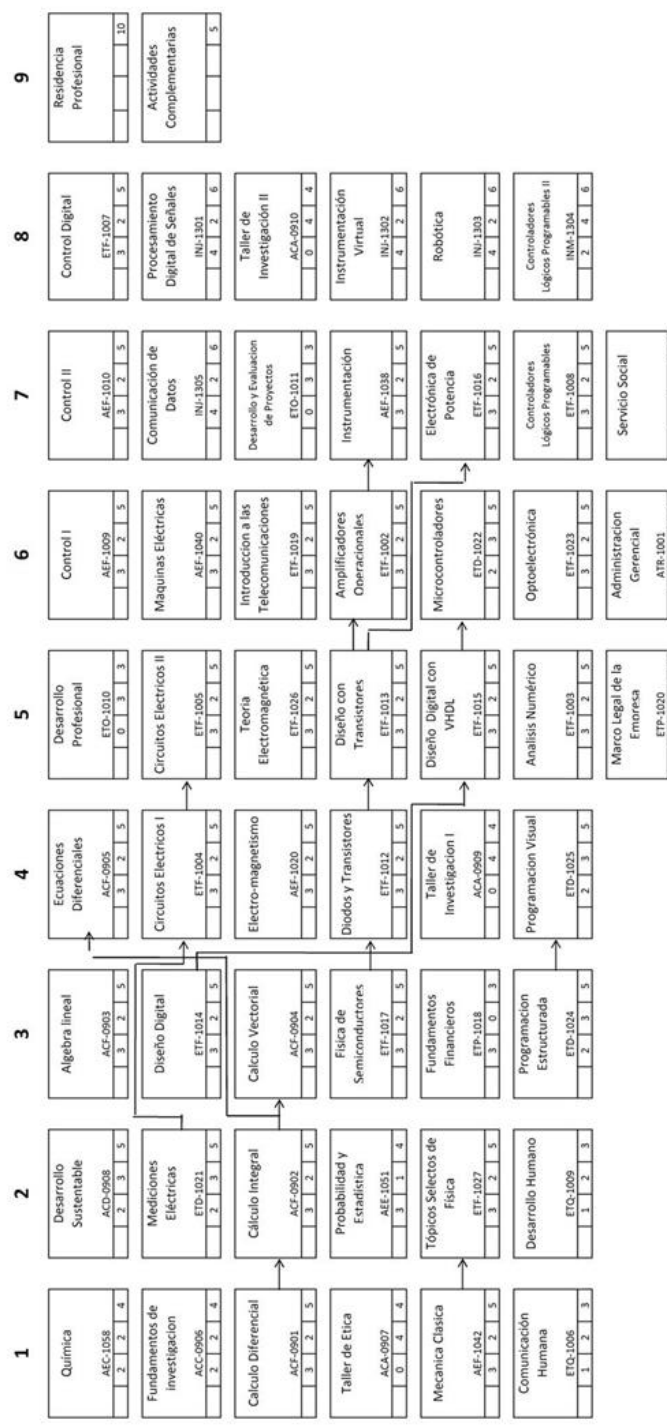 1
Quimica
AEC-1058
2 2 4
Fundamentos de
investigacion
ACC-0906
2 2 4
Calculo Diferencial
ACF-0901
3 2 5
Taller de Etica
ACA-0907
0 4 4
Mecanica Clasica
AEF-1042
3 2 5
Comunicación
Humana
ETQ-1006
1 2 3
2
Desarrollo
Sustentable
ACD-0908
2 3 5
Mediciones
Eléctricas
ETD-1021
2 3 5
Cálculo Integral
ACF-0902
3 2 5
Probabilidad y
Estadística
AEE-1051
3 1 4
Tópicos Selectos de
Física
ETF-1027
3 2 5
Desarrollo Humano
ETQ-1009
1 2 3
3
Algebra lineal
ACF-0903
3 2 5
Diseño Digital
ETF-1014
3 2 5
Calculo Vectorial
ACF-0904
3 2 5
Fisica de
Semiconductores
ETF-1017
3 2 5
Fundamentos
Financieros
ETP-1018
3 0 3
Programacion
Estructurada
ETD-1024
2 3 5
4
Ecuaciones
Diferenciales
ACF-0905
3 2 5
Circuitos Electricos I
ETF-1004
3 2 5
Electro-magnetismo
AEF-1020
3 2 5
Diodos y Transistores
ETF-1012
3 2 5
Taller de
Investigacion I
ACA-0909
0 4 4
Programacion Visual
ETD-1025
2 3 5
5
Desarrollo
Profesional
ETO-1010
0 3 3
Circuitos Electricos II
ETF-1005
3 2 5
Teoria
Electromagnética
ETF-1026
3 2 5
Diseño con
Transistores
ETF-1013
3 2 5
Diseño Digital con
VHDL
ETF-1015
3 2 5
Analisis Numérico
ETF-1003
3 2 5
Marco Legal de la
Empresa
ETP-1020
6
Control I
AEF-1009
3 2 5
Maquinas Eléctricas
AEF-1040
3 2 5
Introduccion a las
Telecomunicaciones
ETF-1019
3 2 5
Amplificadores
Operacionales
ETF-1002
3 2 5
Microcontroladores
ETD-1022
2 3 5
Optoelectrónica
ETF-1023
3 2 5
Administracion
Gerencial
ATR-1001
7
Control II
AEF-1010
3 2 5
Comunicación de
Datos
INJ-1305
4 2 6
Desarrollo y Evaluacion
de Proyectos
ETO-1011
0 3 3
Instrumentación
AEF-1038
3 2 5
Electrónica de
Potencia
ETF-1016
3 2 5
Controladores
Lógicos Programables
ETF-1008
3 2 5
Servicio Social
8
Control Digital
ETF-1007
3 2 5
Procesamiento
Digital de Señales
INJ-1301
4 2 6
Taller de
Investigación II
ACA-0910
0 4 4
Instrumentación
Virtual
INJ-1302
4 2 6
Robótica
INJ-1303
4 2 6
Controladores
Lógicos Programables II
INM-1304
2 4 6
9
Residencia
Profesional
10
Actividades
Complementarias
5